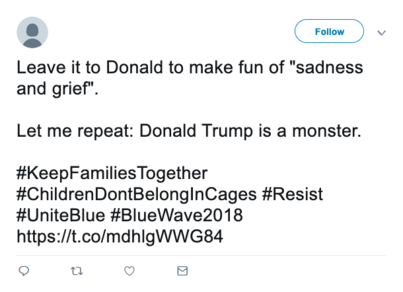 Follow
Leave it to Donald to make fun of "sadness
and grief".
Let me repeat: Donald Trump is a monster.
#KeepFamiliesTogether
#ChildrenDontBelongInCages #Resist
#UniteBlue #BlueWave2018
https://t.co/mdhlgWWG84